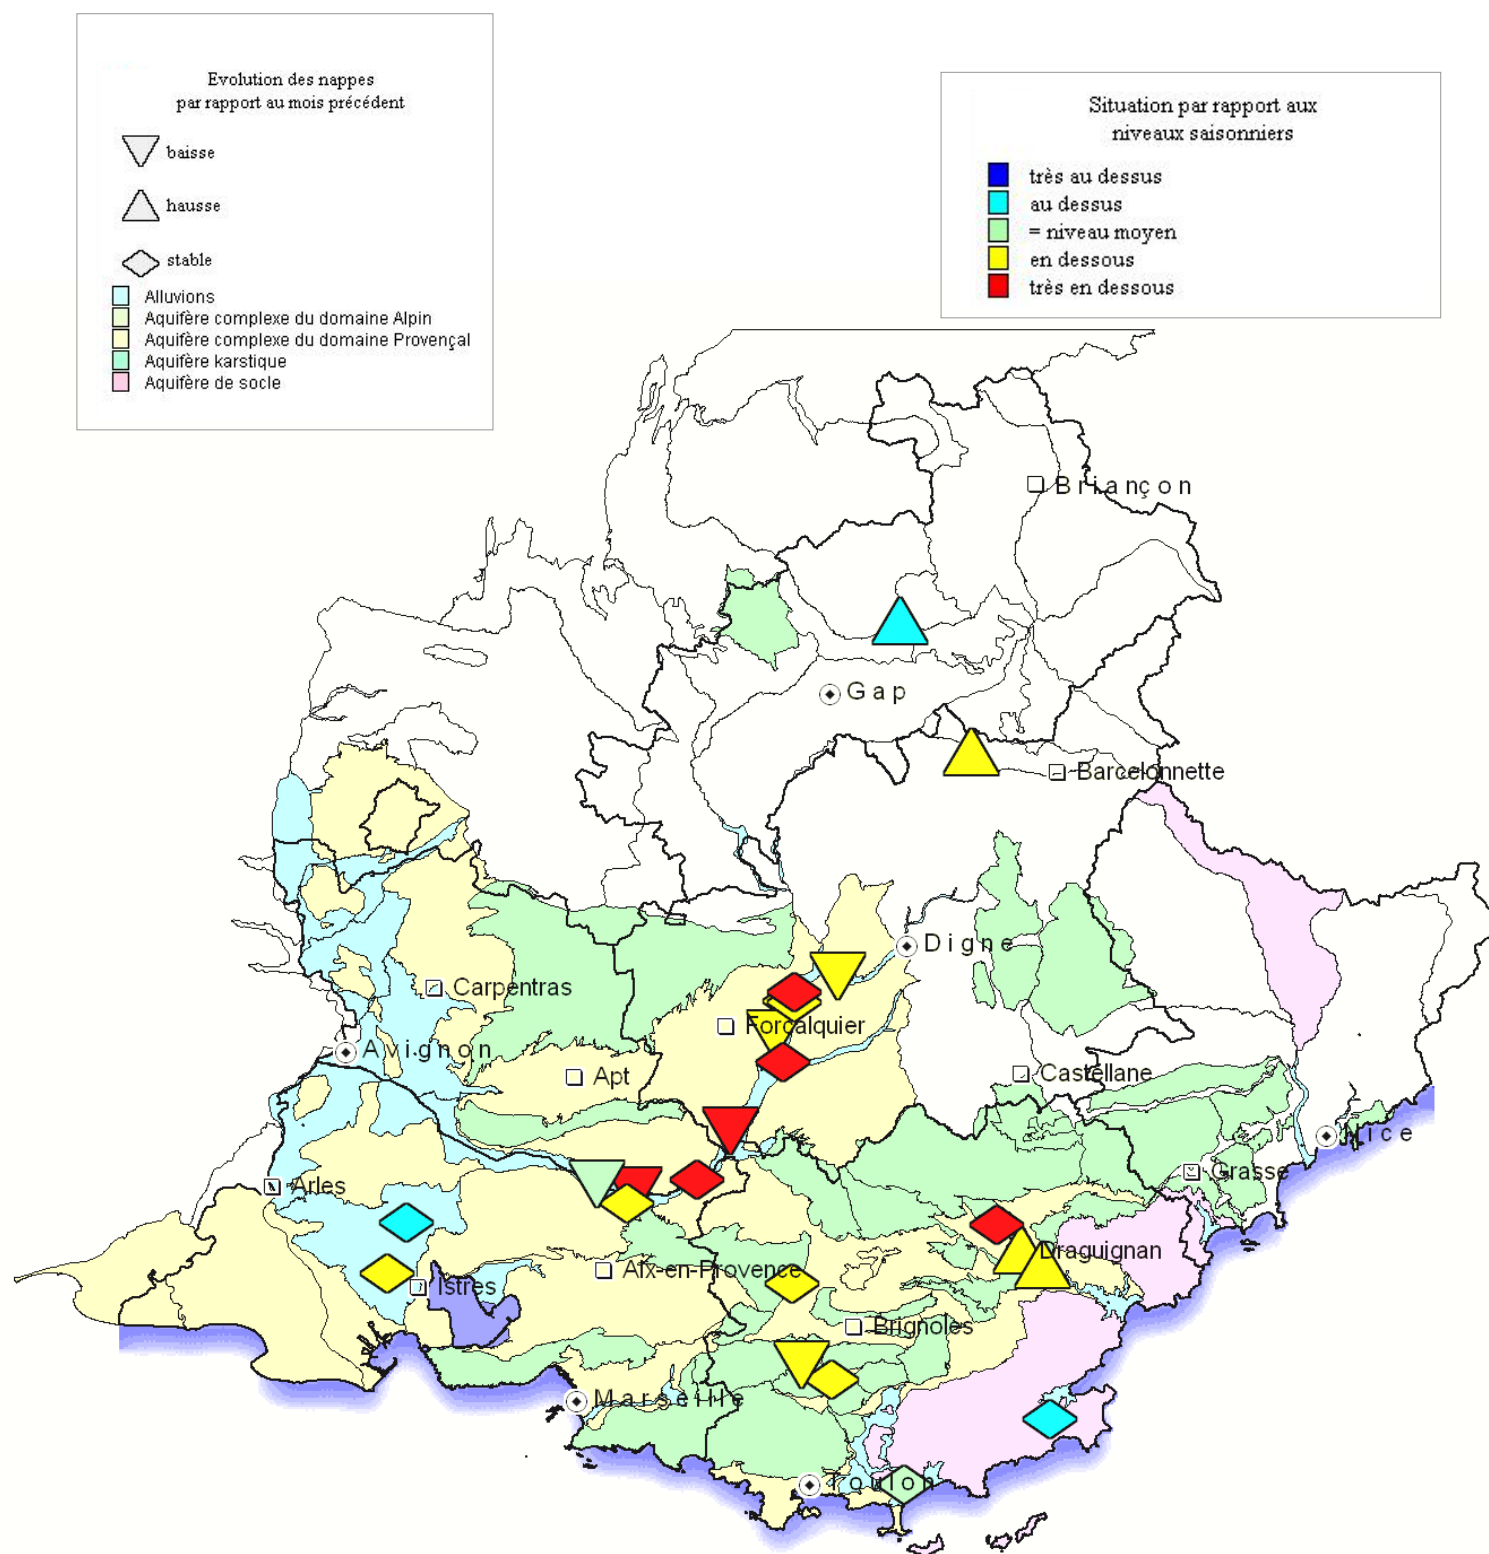 Evolution des nappes
par rapport au mois précédent
baisse
hausse
stable
Alluvions
Aquifère complexe du domaine Alpin
Aquifère complexe du domaine Provençal
Aquifère karstique
Aquifère de socle
Situation par rapport aux
niveaux saisonniers
très au dessus
au dessus
= niveau moyen
en dessous
très en dessous
Briançon
Gap
Barcelonnette
Digne
Carpentras
Forcalquier
Avignon
Apt
Castellane
Nice
Grasse
Arles
Draguignan
Aix-en-Provence
Istres
Brignoles
Marseille
Toulon